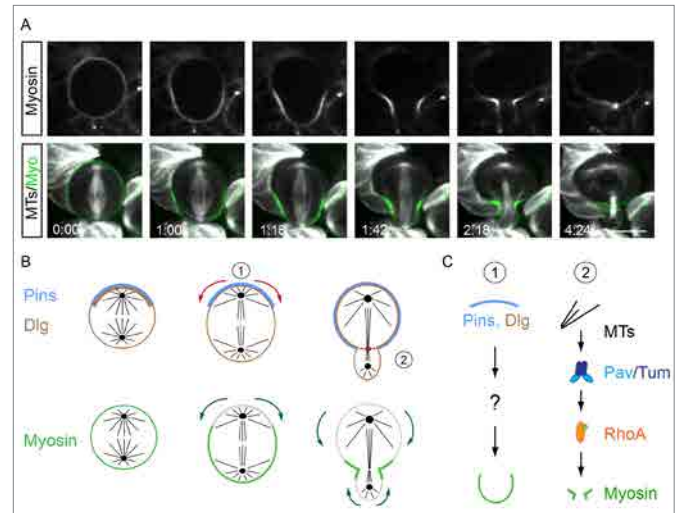 A
Myosin
MTs/Myo
0:00
1:00
1:18
1:42
2:18
4:24
B
1
Pins
Dlg
2
Myosin
C
1
2
Pins, Dlg
MTs
Pav/Tum
?
RhoA
Myosin